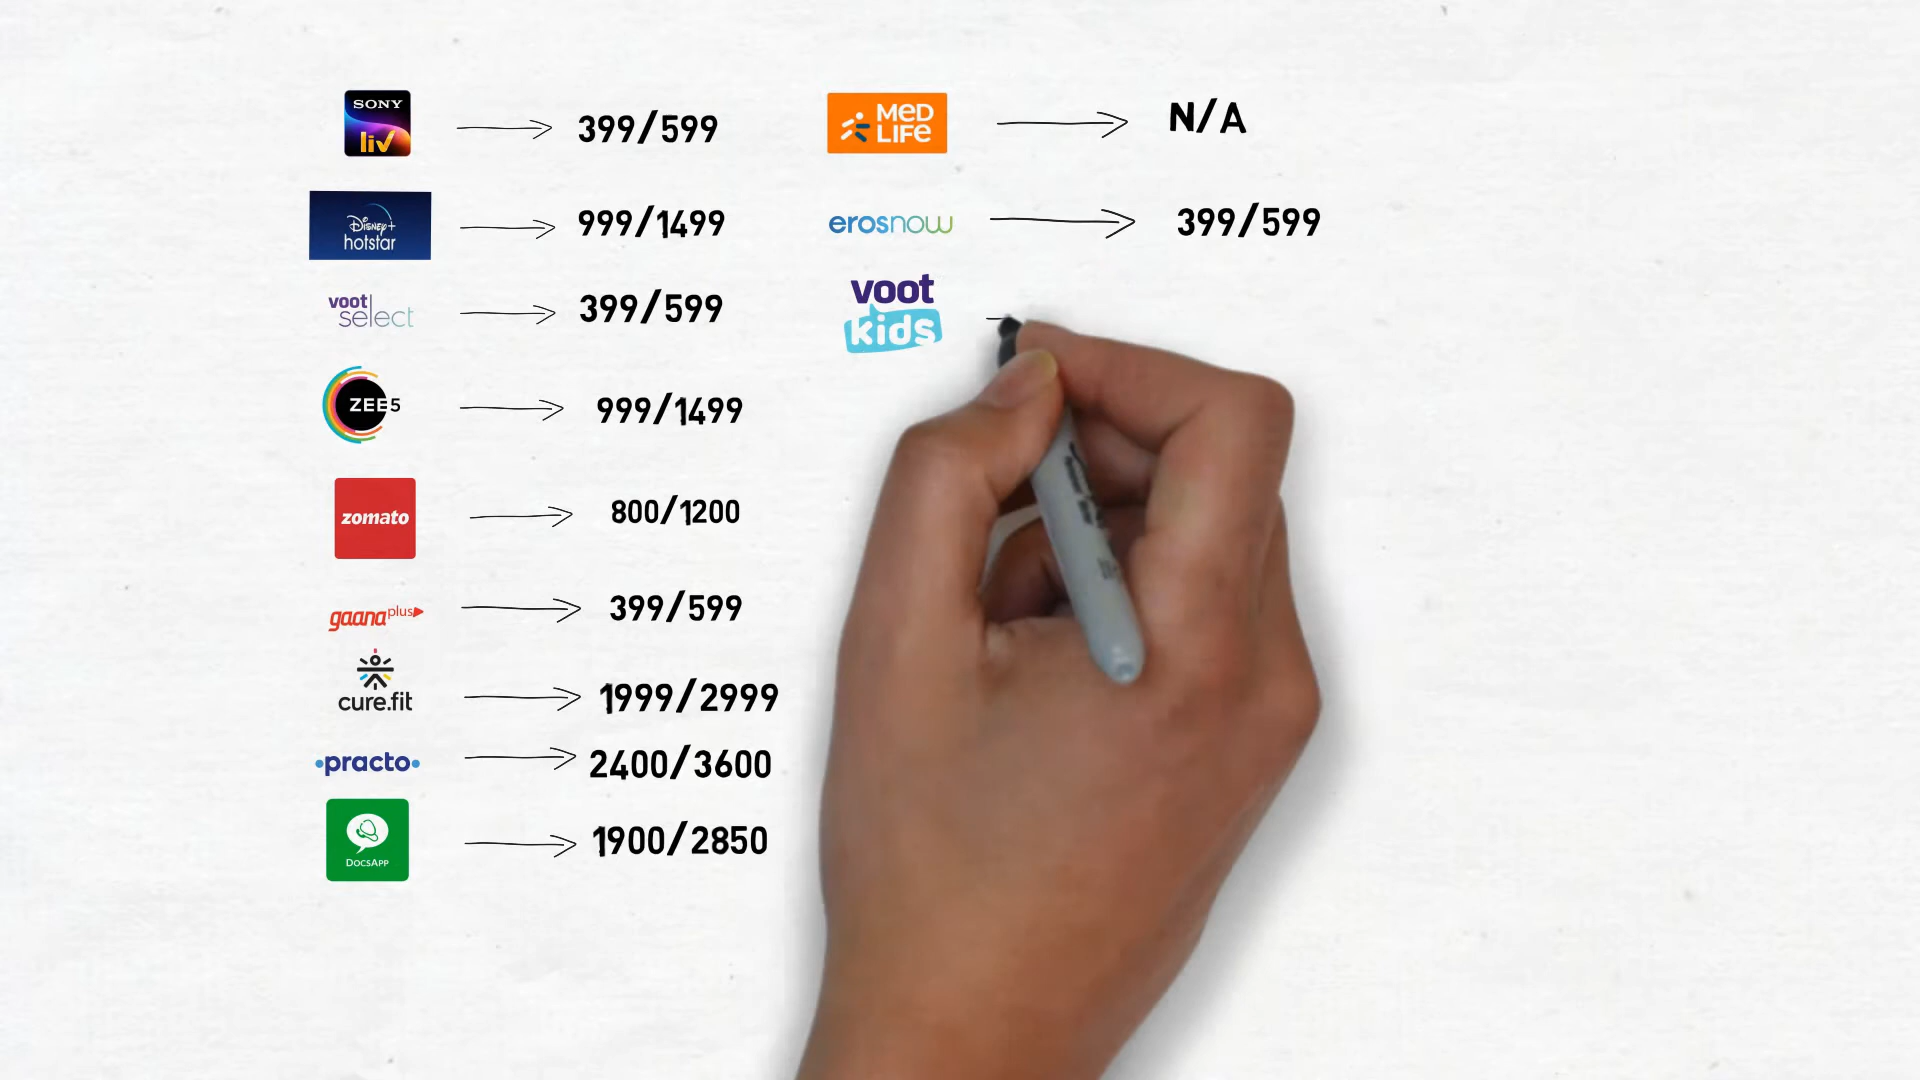 SONY
liv
399/599
Disney+
hotstar
999/1499
voot
select
399/599
ZEE5
999/1499
zomato
800/1200
gaana plus
399/599
cure.fit
1999/2999
practo
2400/3600
DOCSAPP
1900/2850
MeD
LIFe
N/A
erosnow
399/599
voot
kids